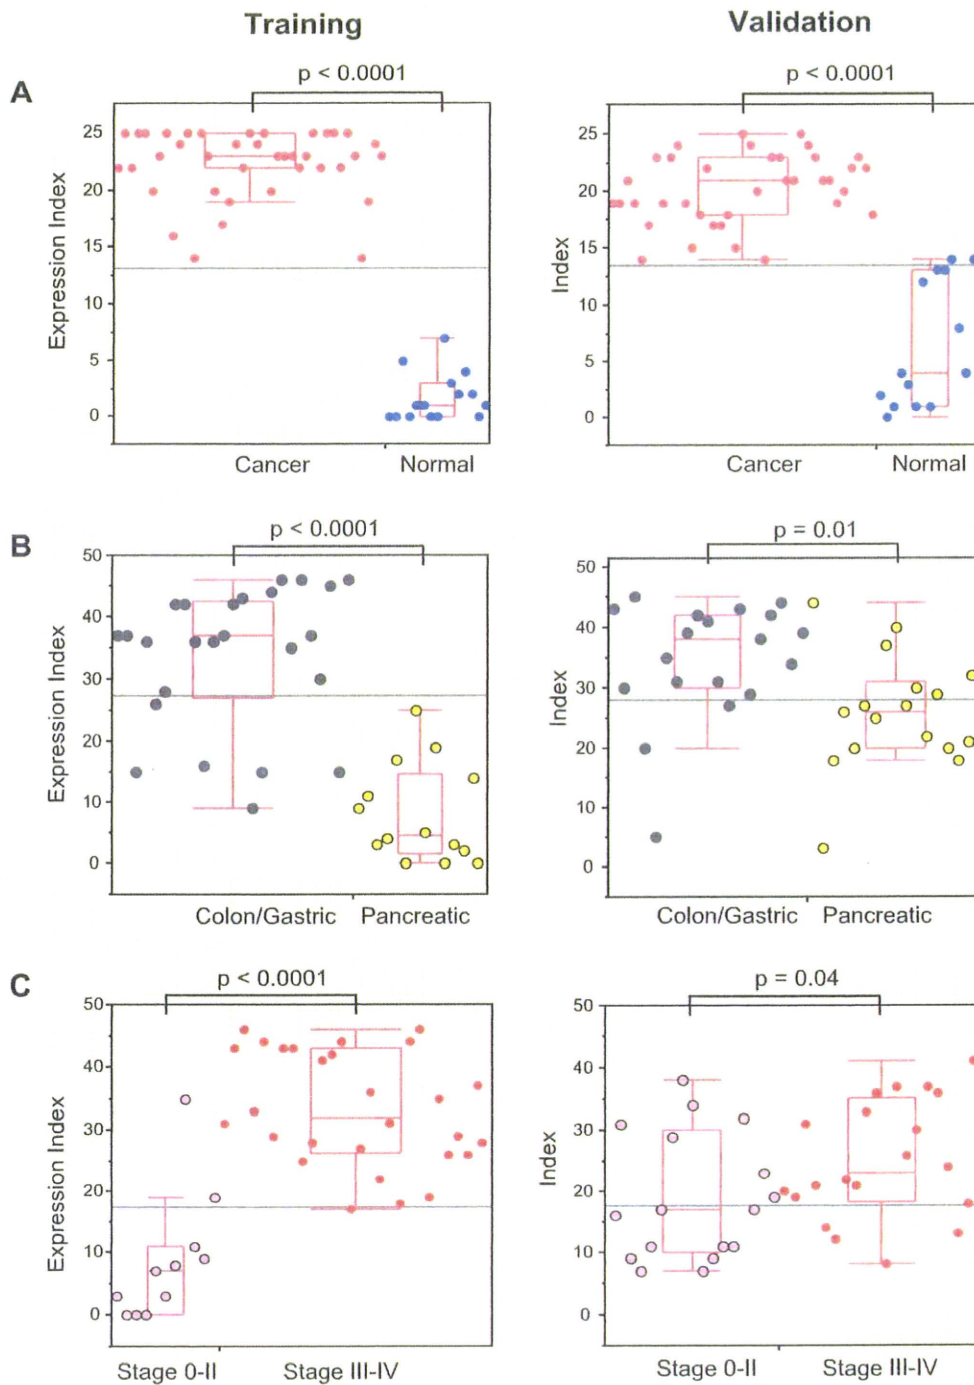 Training
Validation
A
p < 0.0001
p < 0.0001
Expression Index
25
20
15
10
5
0
Cancer
Normal
Index
25
20
15
10
5
0
Cancer
Normal
B
p < 0.0001
p = 0.01
Expression Index
50
40
30
20
10
0
Colon/Gastric
Pancreatic
Index
50
40
30
20
10
0
Colon/Gastric
Pancreatic
C
p < 0.0001
p = 0.04
Expression Index
50
40
30
20
10
0
Stage 0-II
Stage III-IV
Index
50
40
30
20
10
0
Stage 0-II
Stage III-IV